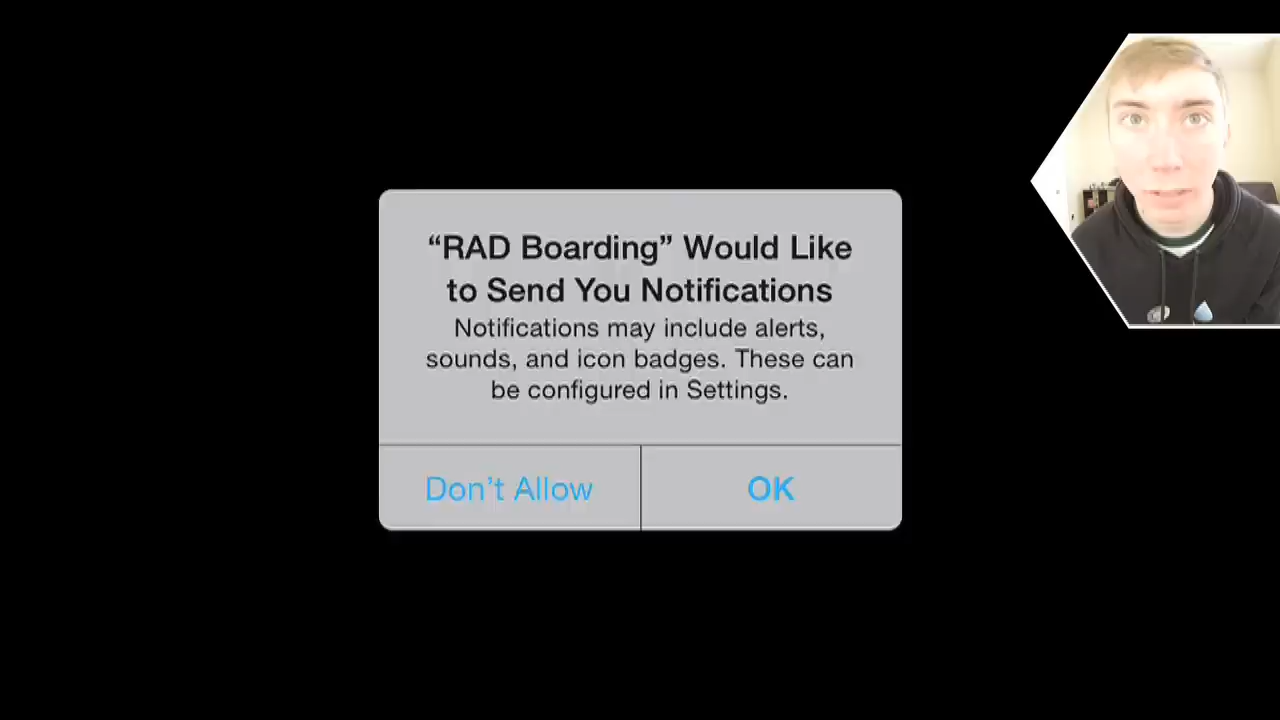 “RAD Boarding” Would Like
to Send You Notifications
Notifications may include alerts,
sounds, and icon badges. These can
be configured in Settings.
Don’t Allow
OK